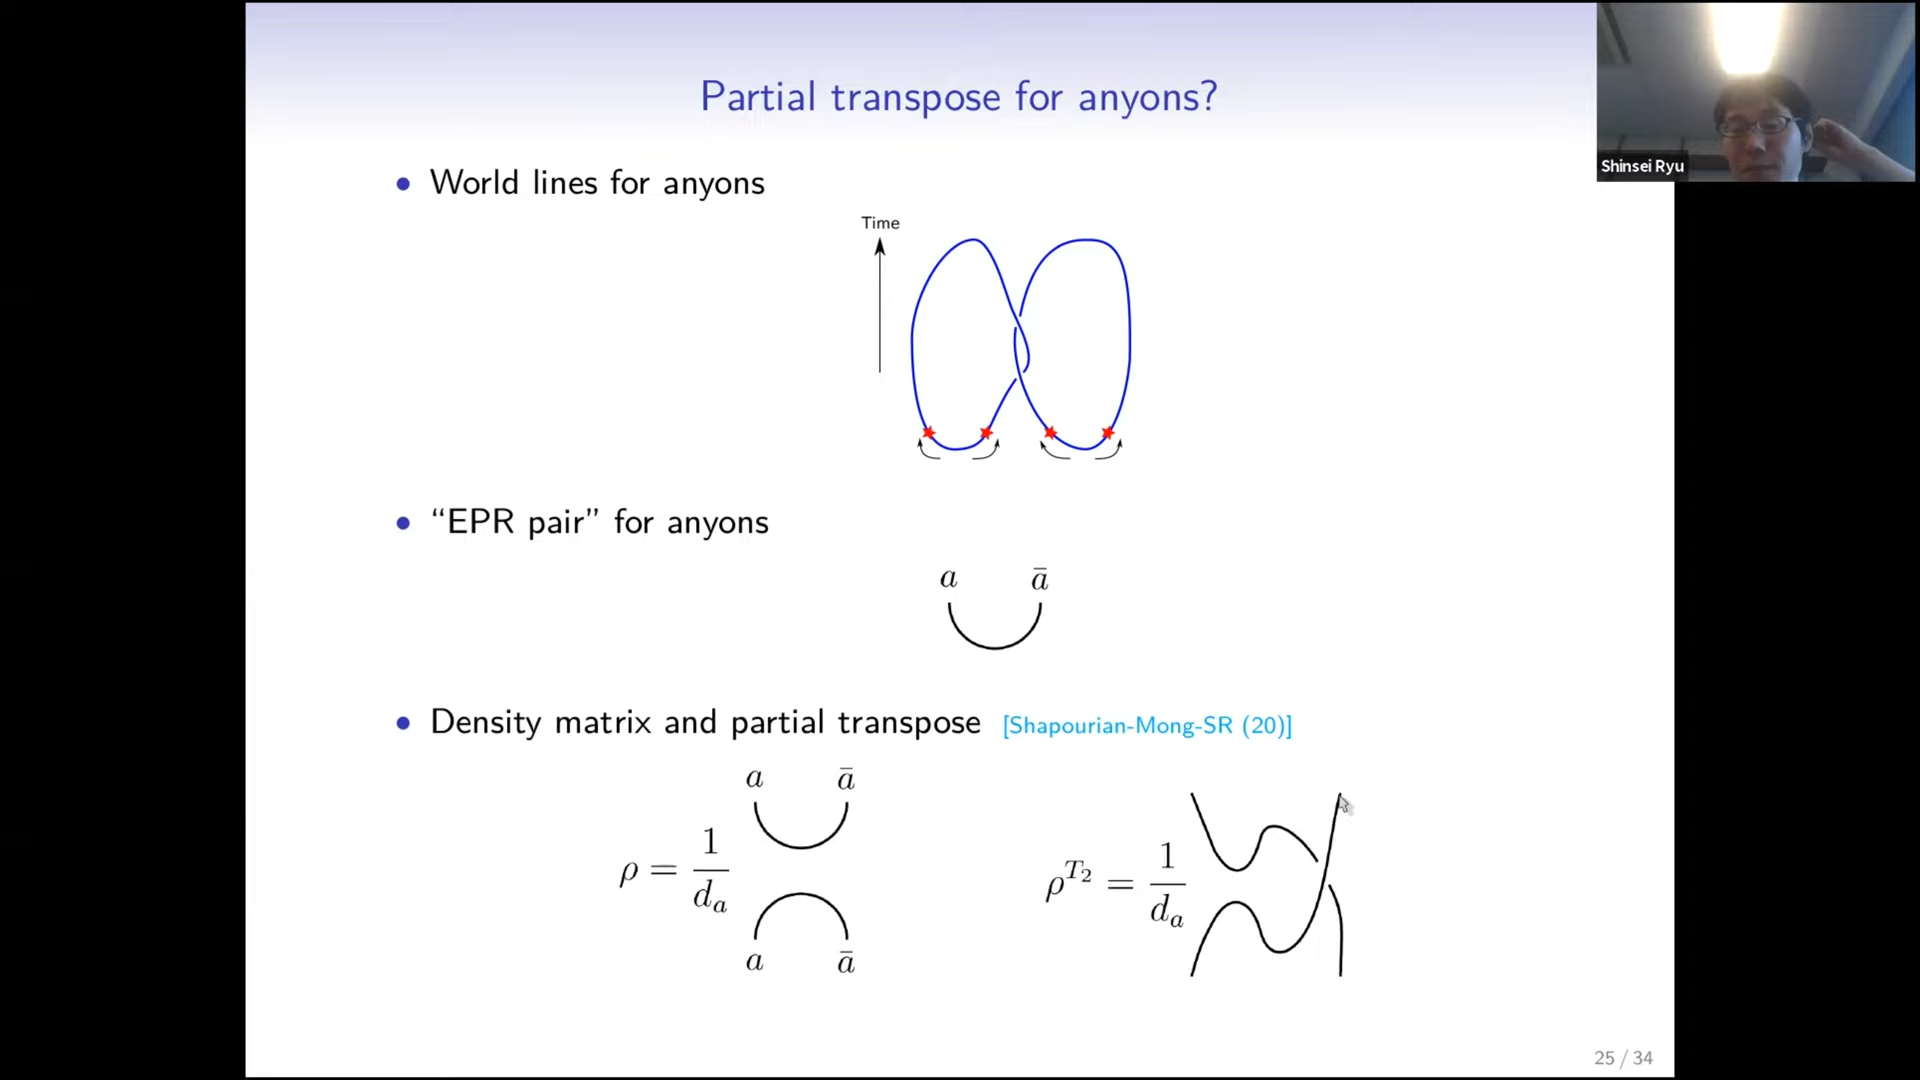 Partial transpose for anyons?
Shinsei Ryu
• World lines for anyons
Time
• “EPR pair” for anyons
a ā
• Density matrix and partial transpose [Shapourian-Mong-SR (20)]
a ā
ρ = 1/d_a
a ā
ρ^{T_2} = 1/d_a
25 / 34